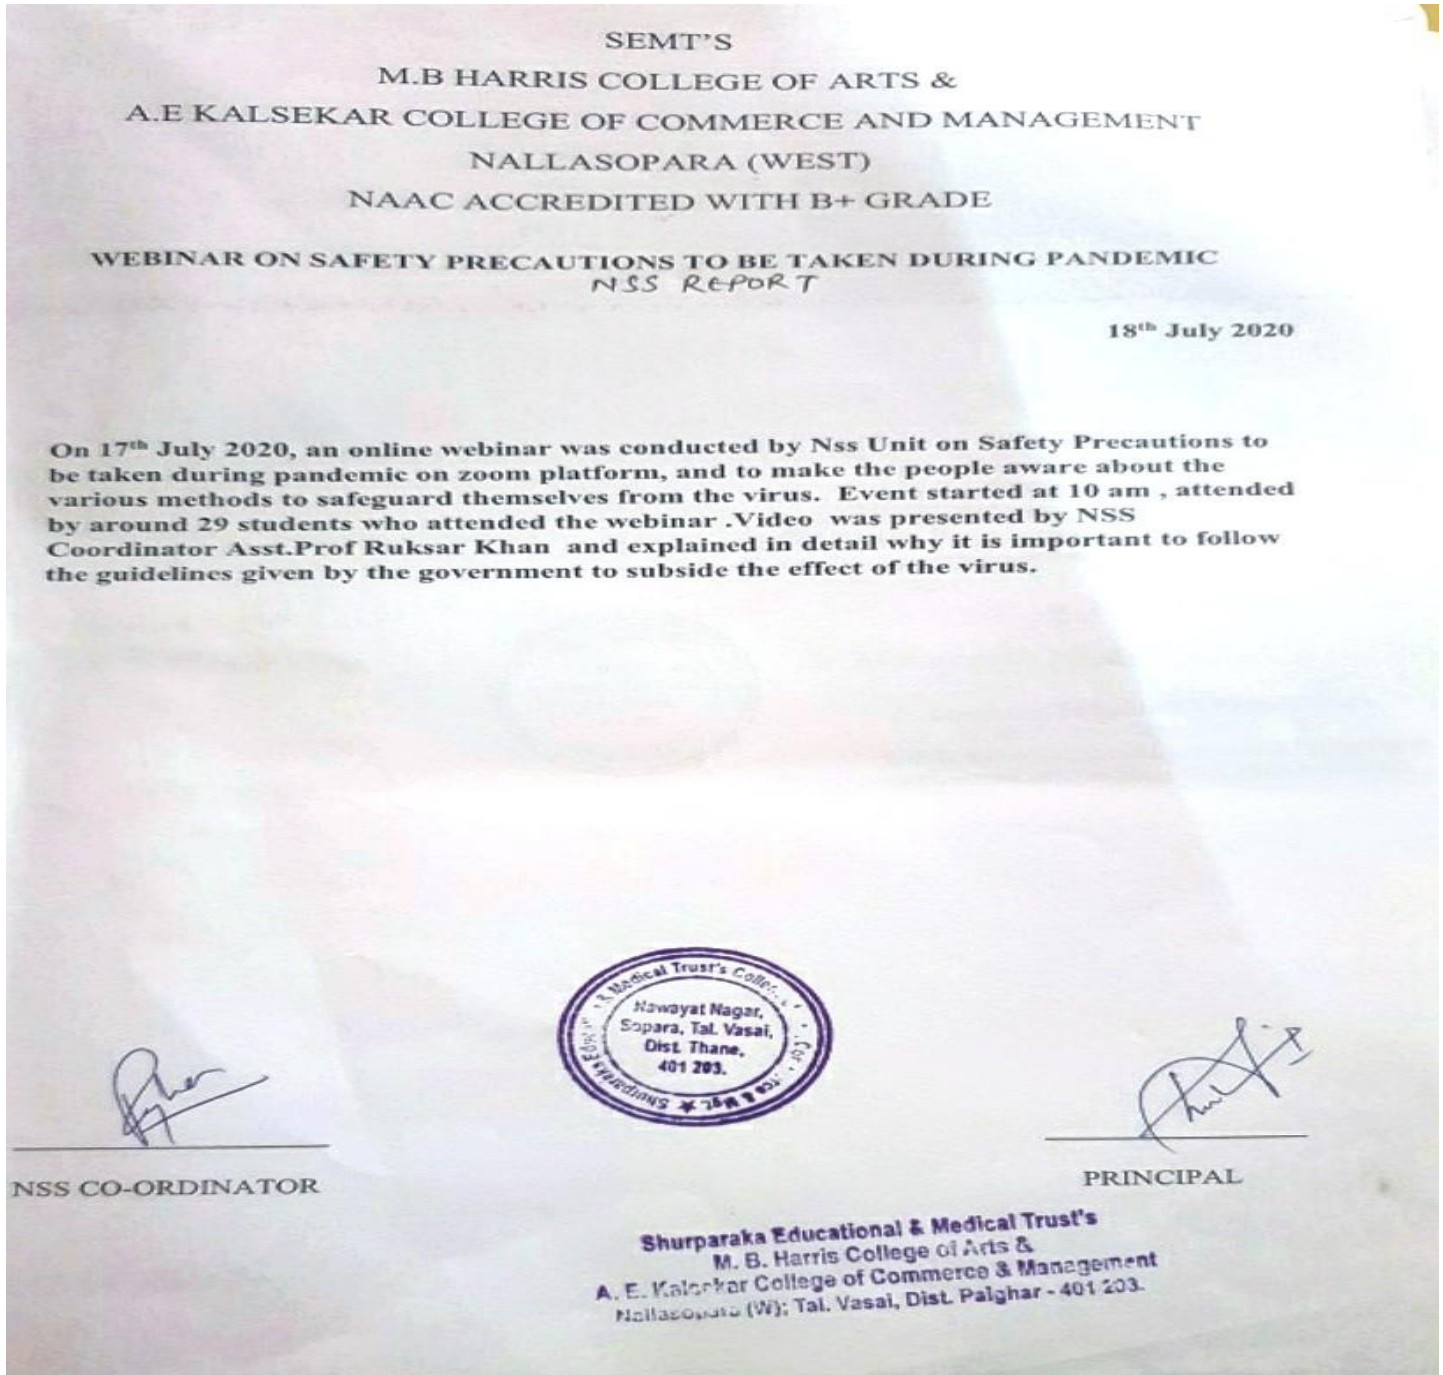 SEMT'S
M.B HARRIS COLLEGE OF ARTS &
A.E KALSEKAR COLLEGE OF COMMERCE AND MANAGEMENT
NALLASOPARA (WEST)
NAAC ACCREDITED WITH B+ GRADE
WEBINAR ON SAFETY PRECAUTIONS TO BE TAKEN DURING PANDEMIC
NSS REPORT
18th July 2020
On 17th July 2020, an online webinar was conducted by Nss Unit on Safety Precautions to
be taken during pandemic on zoom platform, and to make the people aware about the
various methods to safeguard themselves from the virus.  Event started at 10 am , attended
by around 29 students who attended the webinar .Video  was presented by NSS
Coordinator Asst.Prof Ruksar Khan  and explained in detail why it is important to follow
the guidelines given by the government to subside the effect of the virus.
Shurparaka & Medical Trust's & Mgt. ★
Nawayat Nagar,
Sopara, Tal. Vasai,
Dist. Thane,
401 203.
NSS CO-ORDINATOR
PRINCIPAL
Shurparaka Educational & Medical Trust's
M. B. Harris College of Arts &
A. E. Kalsekar College of Commerce & Management
Nallasopara (W); Tal. Vasai, Dist. Palghar - 401 203.